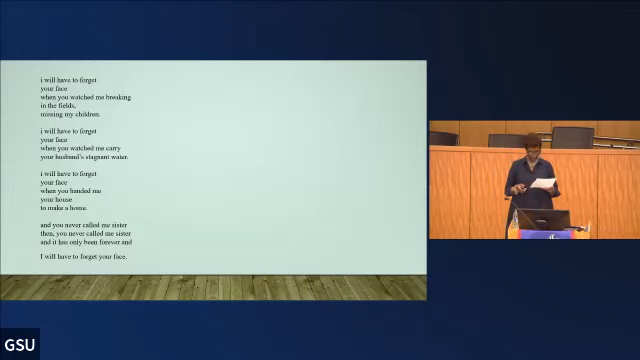 i will have to forget
your face
when you watched me breaking
in the fields,
missing my children.
i will have to forget
your face
when you watched me carry
your husband's stagnant water.
i will have to forget
your face
when you handed me
your house
to make a home.
and you never called me sister
then, you never called me sister
and it has only been forever and
I will have to forget your face.
GSU